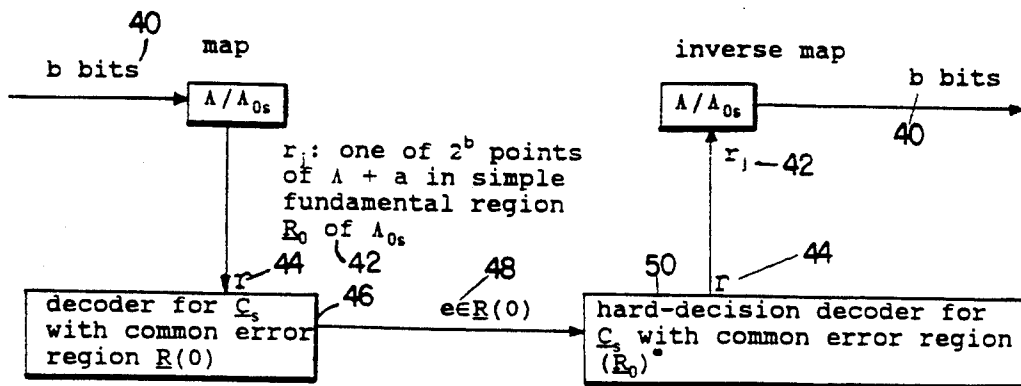 40
map
b bits
Λ/Λ0s
inverse map
Λ/Λ0s
b bits
40
rj: one of 2^b points
of Λ + a in simple
fundamental region
R0 of Λ0s
42
rj
42
r
44
46
decoder for Cs
with common error
region R(0)
48
e∈R(0)
50
r
44
hard-decision decoder for
Cs with common error region
(R0)*